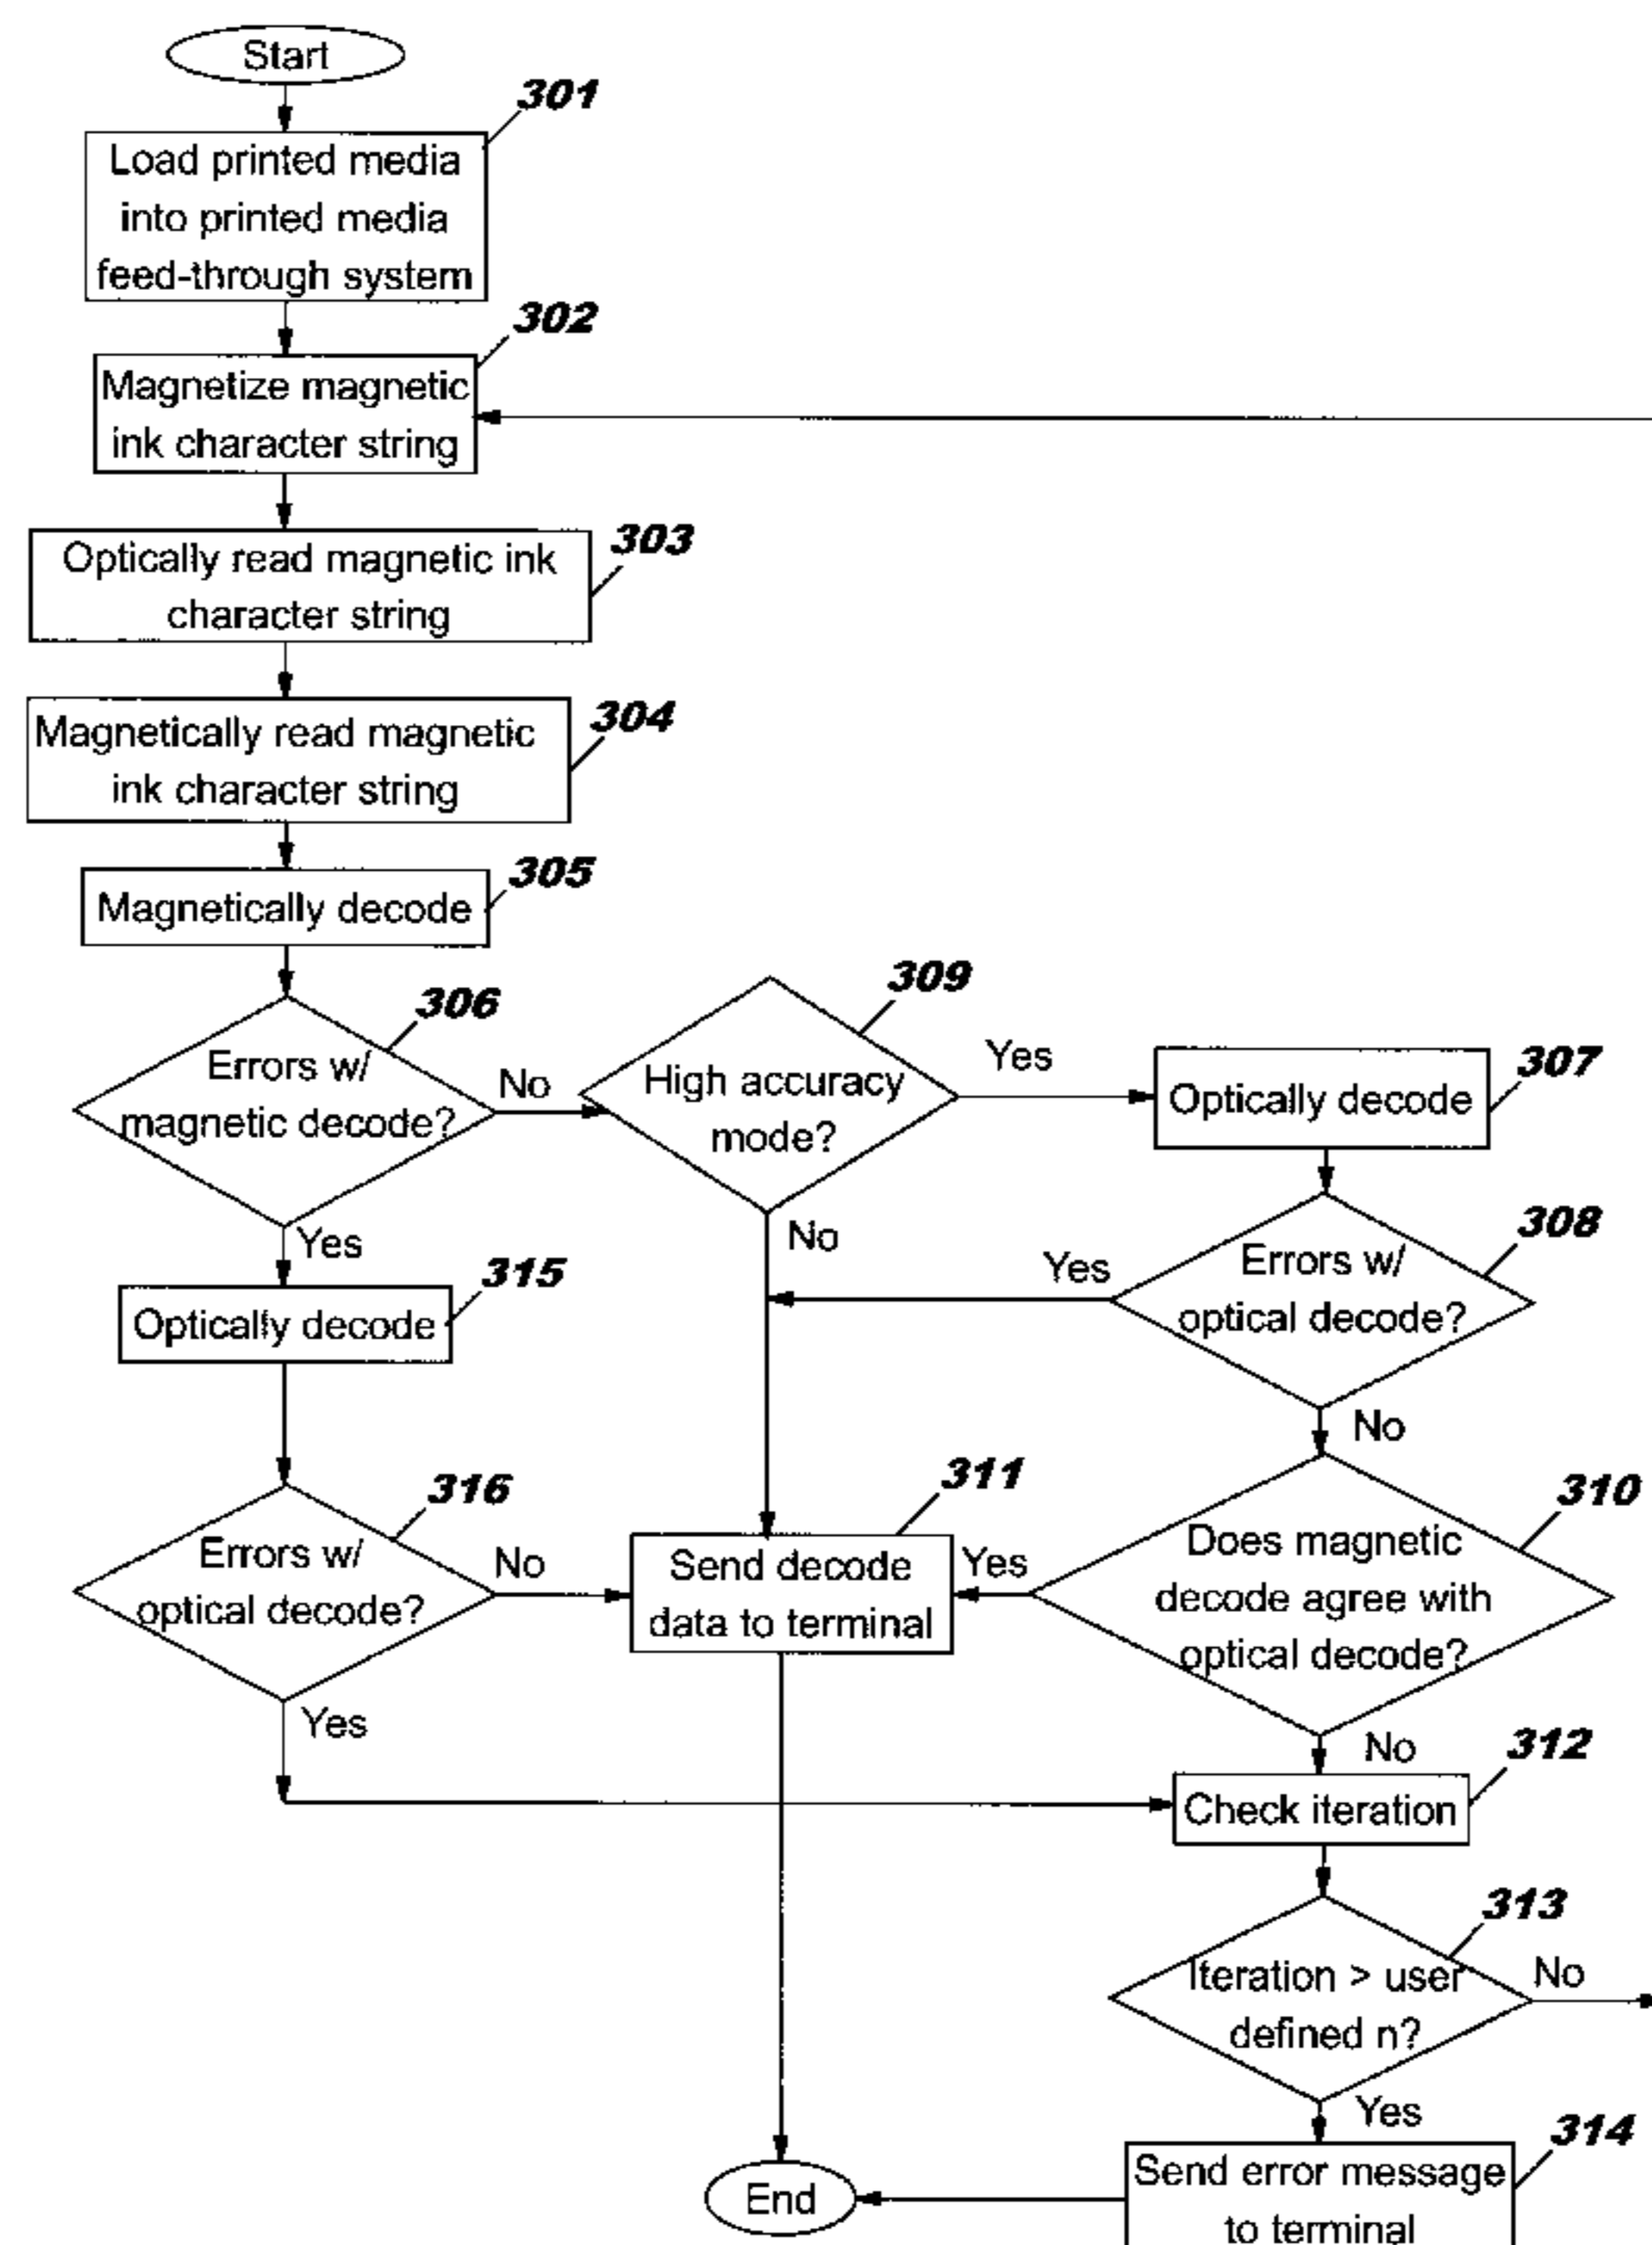 Start
301
Load printed media
into printed media
feed-through system
302
Magnetize magnetic
ink character string
303
Optically read magnetic ink
character string
304
Magnetically read magnetic
ink character string
305
Magnetically decode
306
Errors w/
magnetic decode?
No
309
High accuracy
mode?
Yes
307
Optically decode
Yes
315
Optically decode
No
308
Errors w/
optical decode?
Yes
No
316
Errors w/
optical decode?
No
311
Send decode
data to terminal
310
Does magnetic
decode agree with
optical decode?
Yes
Yes
No
312
Check iteration
313
Iteration > user
defined n?
No
Yes
314
Send error message
to terminal
End